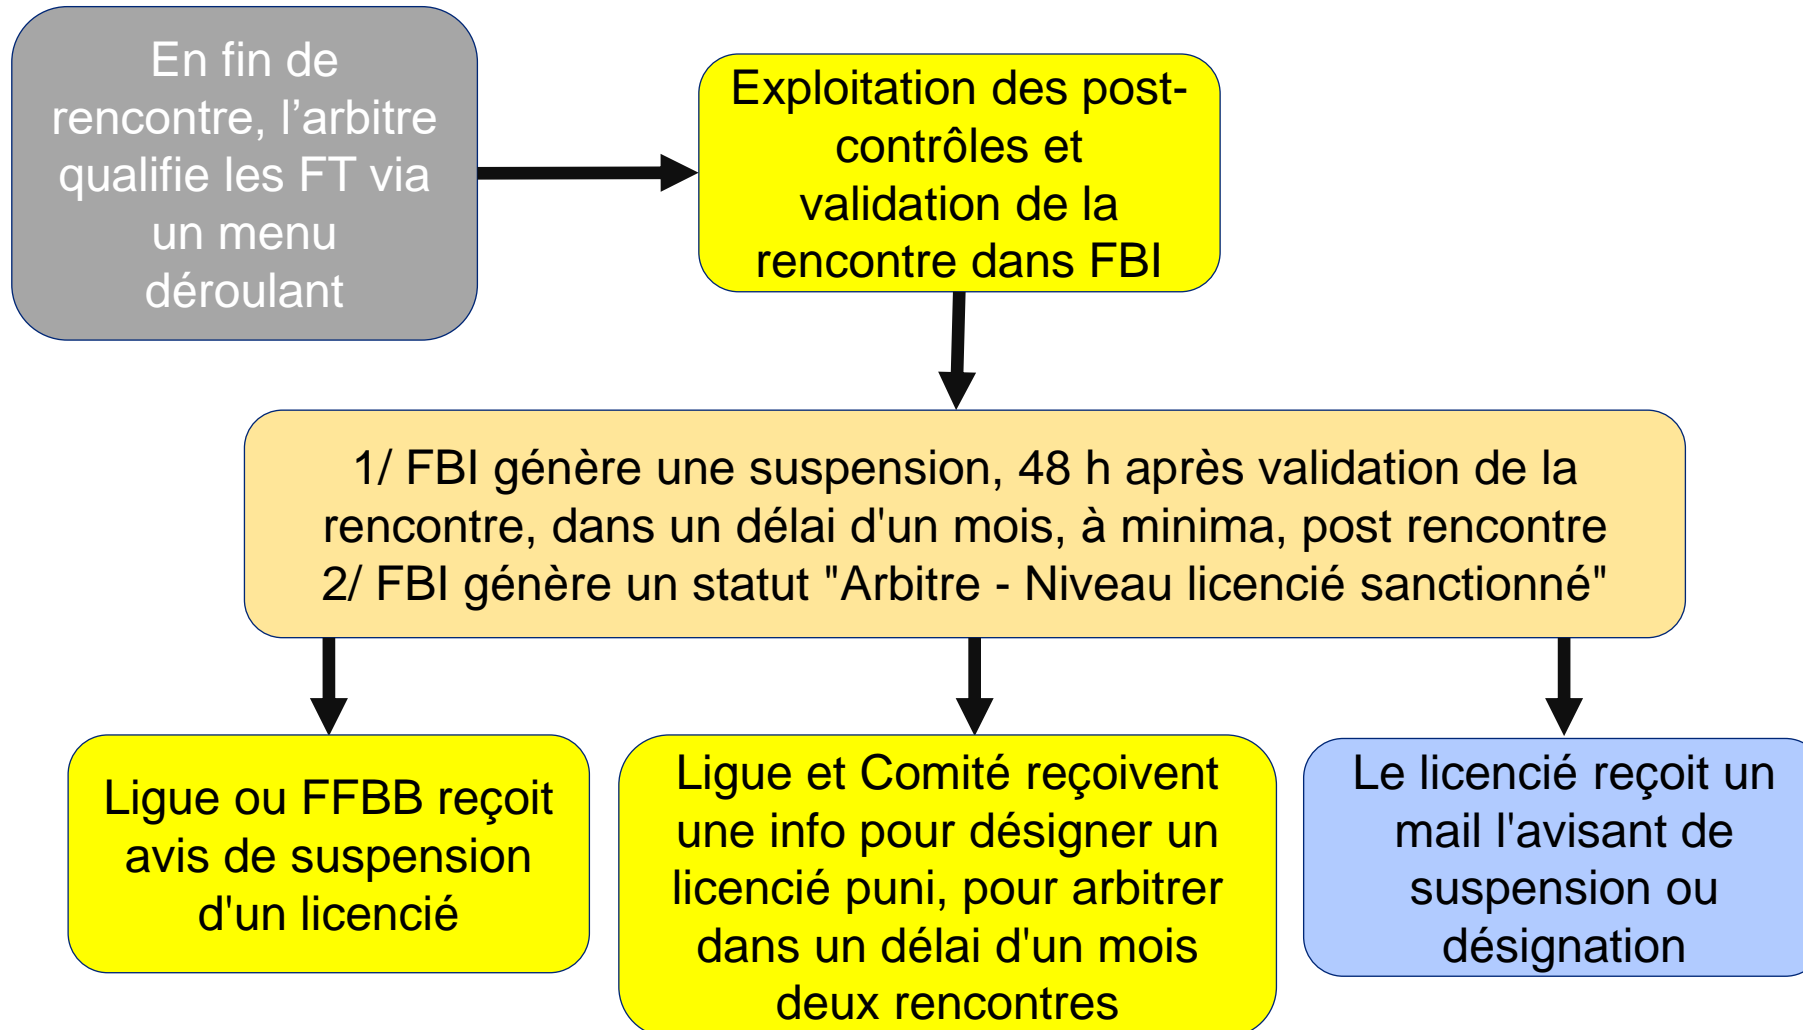 En fin de
rencontre, l’arbitre
qualifie les FT via
un menu
déroulant
Exploitation des post-
contrôles et
validation de la
rencontre dans FBI
1/ FBI génère une suspension, 48 h après validation de la
rencontre, dans un délai d'un mois, à minima, post rencontre
2/ FBI génère un statut "Arbitre - Niveau licencié sanctionné"
Ligue ou FFBB reçoit
avis de suspension
d'un licencié
Ligue et Comité reçoivent
une info pour désigner un
licencié puni, pour arbitrer
dans un délai d'un mois
deux rencontres
Le licencié reçoit un
mail l'avisant de
suspension ou
désignation